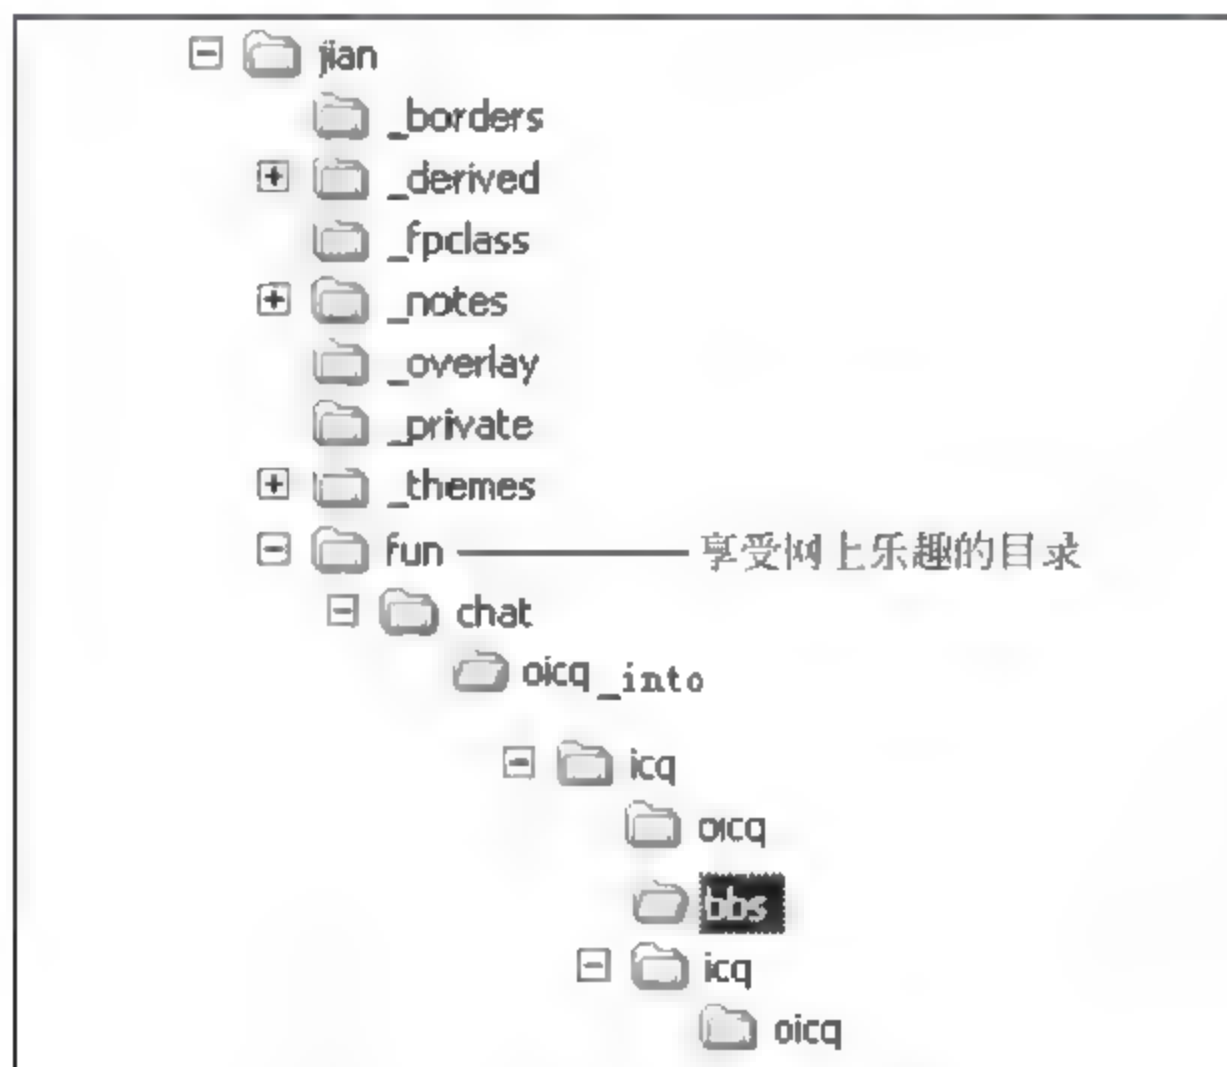 jian
_borders
_derived
_fpclass
_notes
_overlay
_private
_themes
fun 享受网上乐趣的目录
chat
oicq_into
icq
oicq
bbs
icq
oicq